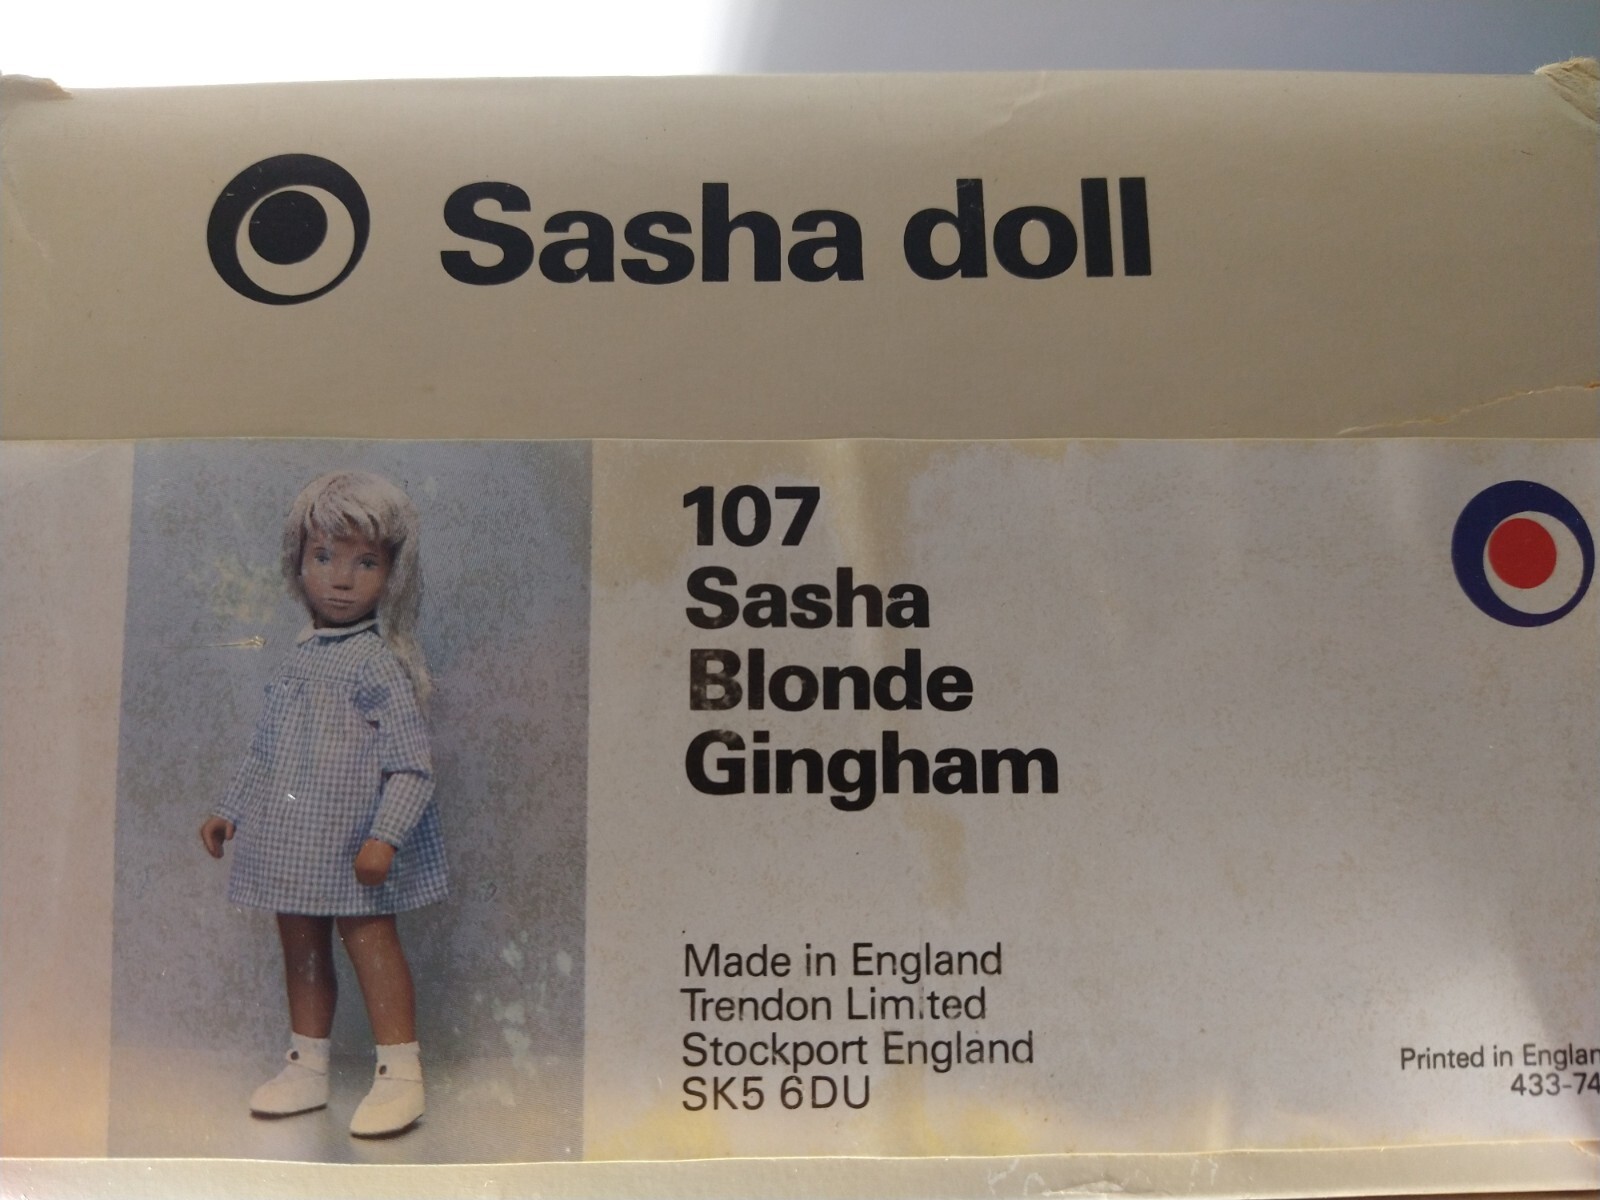 Sasha doll
107
Sasha
Blonde
Gingham
Made in England
Trendon Limited
Stockport England
SK5 6DU
Printed in Englan
433-74